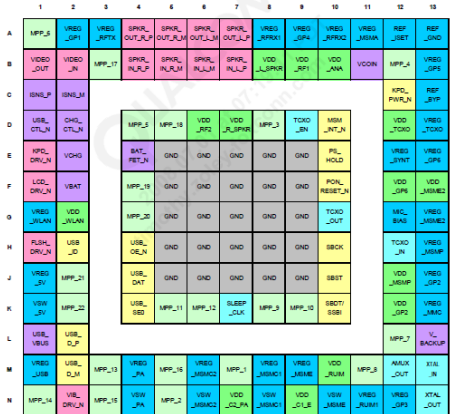 1 2 3 4 5 6 7 8 9 10 11 12 13
A MPP_6 VREG_GP1 VREG_RFTX SPKR_OUT_R_P SPKR_OUT_R_M SPKR_OUT_L_M SPKR_OUT_L_P VREG_RFRX1 VREG_GP4 VREG_RFRX2 VREG_MSMA REF_ISET REF_GND
B VIDEO_OUT VIDEO_IN MPP_17 SPKR_IN_R_P SPKR_IN_R_M SPKR_IN_L_M SPKR_IN_L_P VDD_L_SPKR VDD_RF1 VDD_ANA VCOIN MPP_4 VREG_GP5
C ISNS_P ISNS_M KPD_PWR_N REF_BYP
D USB_CTL_N CHG_CTL_N MPP_5 MPP_18 VDD_RF2 VDD_R_SPKR MPP_3 TCXO_EN MSM_INT_N VDD_TCXO VREG_TCXO
E KPD_DRV_N VCHG BAT_FET_N GND GND GND GND GND PS_HOLD VREG_SYNT VREG_GP6
F LCD_DRV_N VBAT MPP_19 GND GND GND GND GND PON_RESET_N VDD_GP6 VDD_MSME2
G VREG_WLAN VDD_WLAN MPP_20 GND GND GND GND GND TCXO_OUT MIC_BIAS VREG_MSME2
H FLSH_DRV_N USB_ID USB_OE_N GND GND GND GND GND SBCK TCXO_IN VREG_MSMP
J VREG_5V MPP_21 USB_DAT GND GND GND GND GND SBST VDD_MSMP VREG_GP2
K VSW_5V MPP_22 USB_SE0 MPP_11 MPP_12 SLEEP_CLK MPP_9 MPP_10 SBDT/SSBI VDD_GP2 VREG_MMC
L USB_VBUS USB_D_P MPP_7 V_BACKUP
M VREG_USB USB_D_M MPP_13 VREG_PA MPP_16 VREG_MSMC2 MPP_1 VREG_MSMC1 VREG_MSME VDD_RUIM MPP_8 AMUX_OUT XTAL_IN
N MPP_14 VIB_DRV_N MPP_15 VSW_PA MPP_2 VSW_MSMC2 VDD_C2_PA VSW_MSMC1 VDD_C1_E VSW_MSME VREG_RUIM1 VREG_GP3 XTAL_OUT